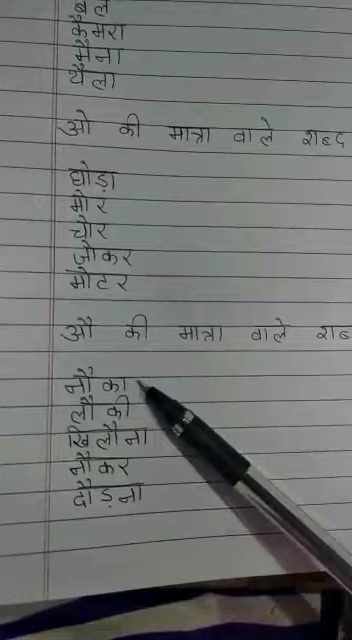 बैल
कैमरा
मैना
थैला
ओ की मात्रा वाले शब्द
घोड़ा
मोर
चोर
जोकर
मोटर
औ की मात्रा वाले शब
नौका
लौकी
खिलौना
नौकर
दौड़ना